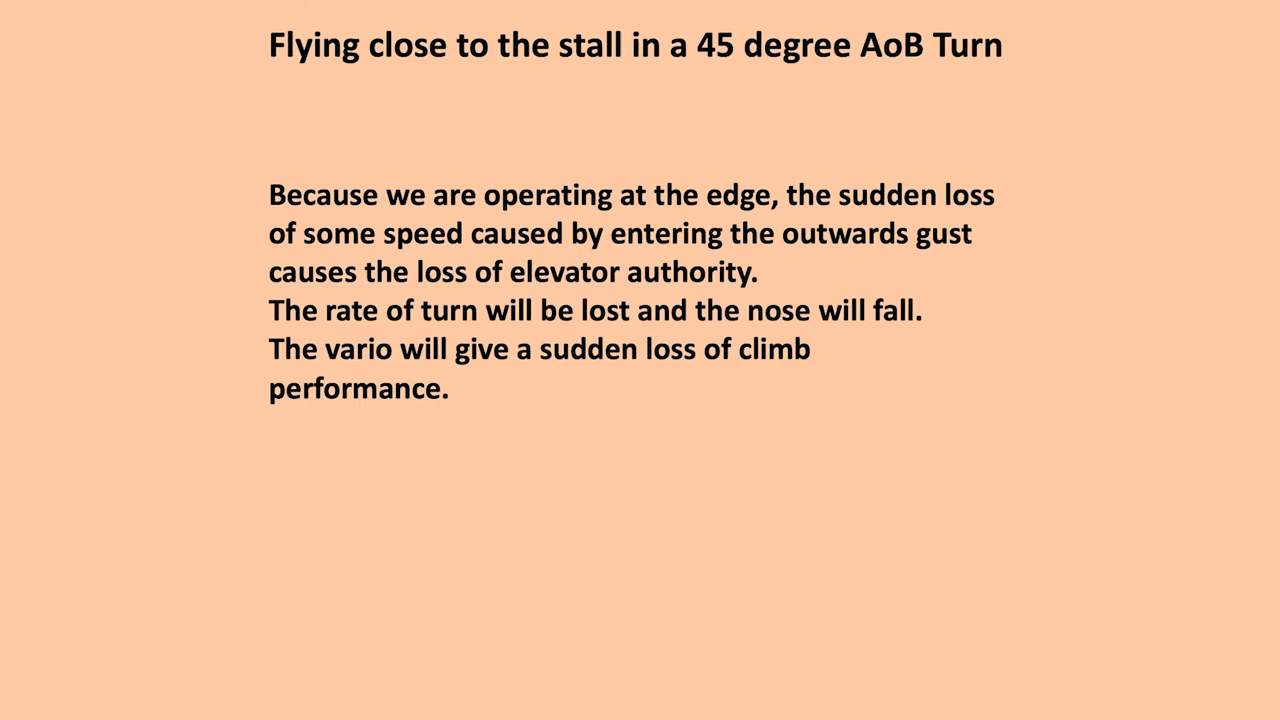 Flying close to the stall in a 45 degree AoB Turn
Because we are operating at the edge, the sudden loss
of some speed caused by entering the outwards gust
causes the loss of elevator authority.
The rate of turn will be lost and the nose will fall.
The vario will give a sudden loss of climb
performance.